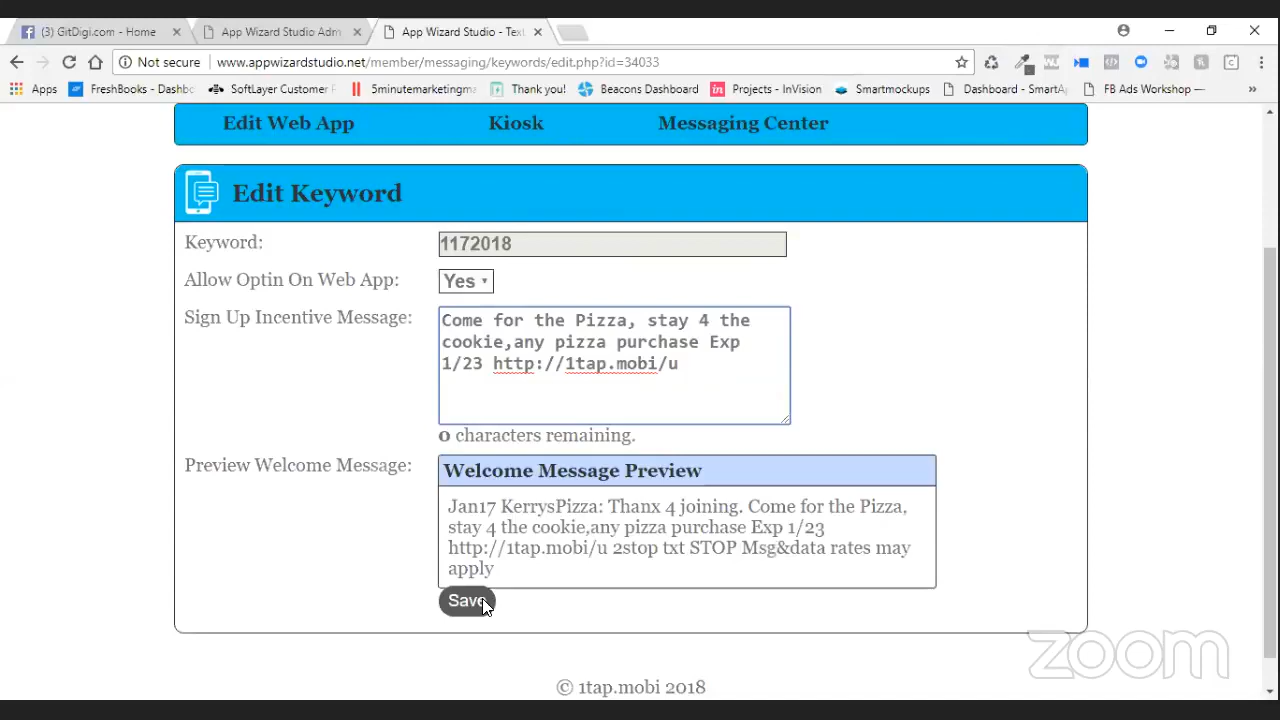 (3) GitDigi.com - Home
App Wizard Studio Adm
App Wizard Studio - Text
Not secure
www.appwizardstudio.net/member/messaging/keywords/edit.php?id=34033
Apps
FreshBooks - Dashbo
SoftLayer Customer
5minutemarketingma
Thank you!
Beacons Dashboard
Projects - InVision
Smartmockups
Dashboard - SmartA
FB Ads Workshop —
Edit Web App
Kiosk
Messaging Center
Edit Keyword
Keyword:
1172018
Allow Optin On Web App:
Yes
Sign Up Incentive Message:
Come for the Pizza, stay 4 the
cookie,any pizza purchase Exp
1/23 http://1tap.mobi/u
0 characters remaining.
Preview Welcome Message:
Welcome Message Preview
Jan17 KerrysPizza: Thanx 4 joining. Come for the Pizza,
stay 4 the cookie,any pizza purchase Exp 1/23
http://1tap.mobi/u 2stop txt STOP Msg&data rates may
apply
Save
zoom
© 1tap.mobi 2018